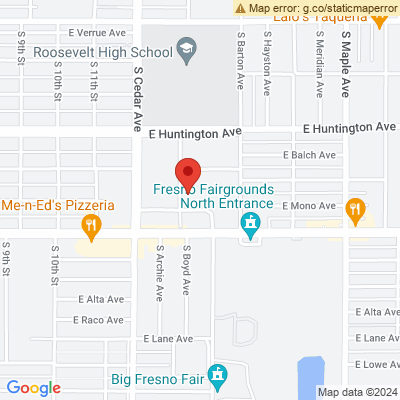 Map error: g.co/staticmaperror
Lalo's Taqueria
E Verrue Ave
Roosevelt High School
S 9th St
S 10th St
S 11th St
S Cedar Ave
S Barton Ave
S Hayston Ave
S Meridian Ave
S Maple Ave
E Huntington Ave
E Huntington Ave
E Balch Ave
Fresno Fairgrounds
North Entrance
Me-n-Ed's Pizzeria
E Mono Ave
S 9th St
S 10th St
S Archie Ave
S Boyd Ave
E Alta Ave
E Raco Ave
E Alta Ave
E Lane Ave
E Lane Ave
E Lowe Ave
Big Fresno Fair
Google
Map data ©2024